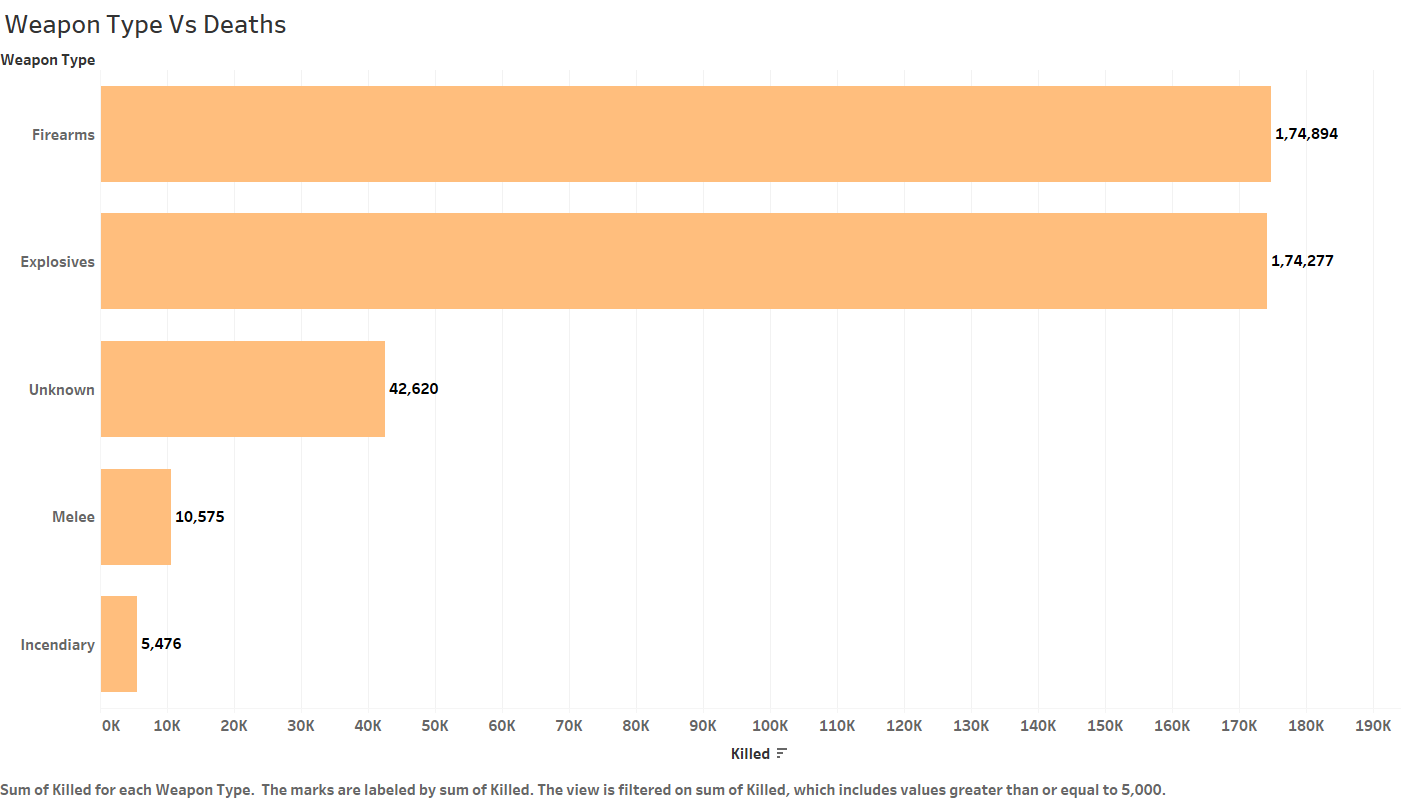 Weapon Type Vs Deaths
Weapon Type
Firearms 1,74,894
Explosives 1,74,277
Unknown 42,620
Melee 10,575
Incendiary 5,476
0K 10K 20K 30K 40K 50K 60K 70K 80K 90K 100K 110K 120K 130K 140K 150K 160K 170K 180K 190K
Killed
Sum of Killed for each Weapon Type.  The marks are labeled by sum of Killed. The view is filtered on sum of Killed, which includes values greater than or equal to 5,000.